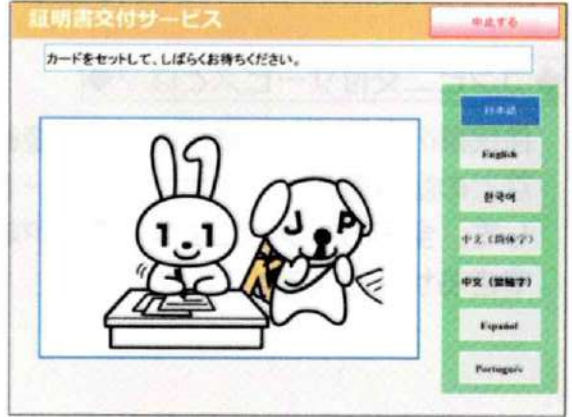 証明書交付サービス
中止する
カードをセットして、しばらくお待ちください。
日本語
English
한국어
中文（简体字）
中文（繁體字）
Español
Português
1 1
J P